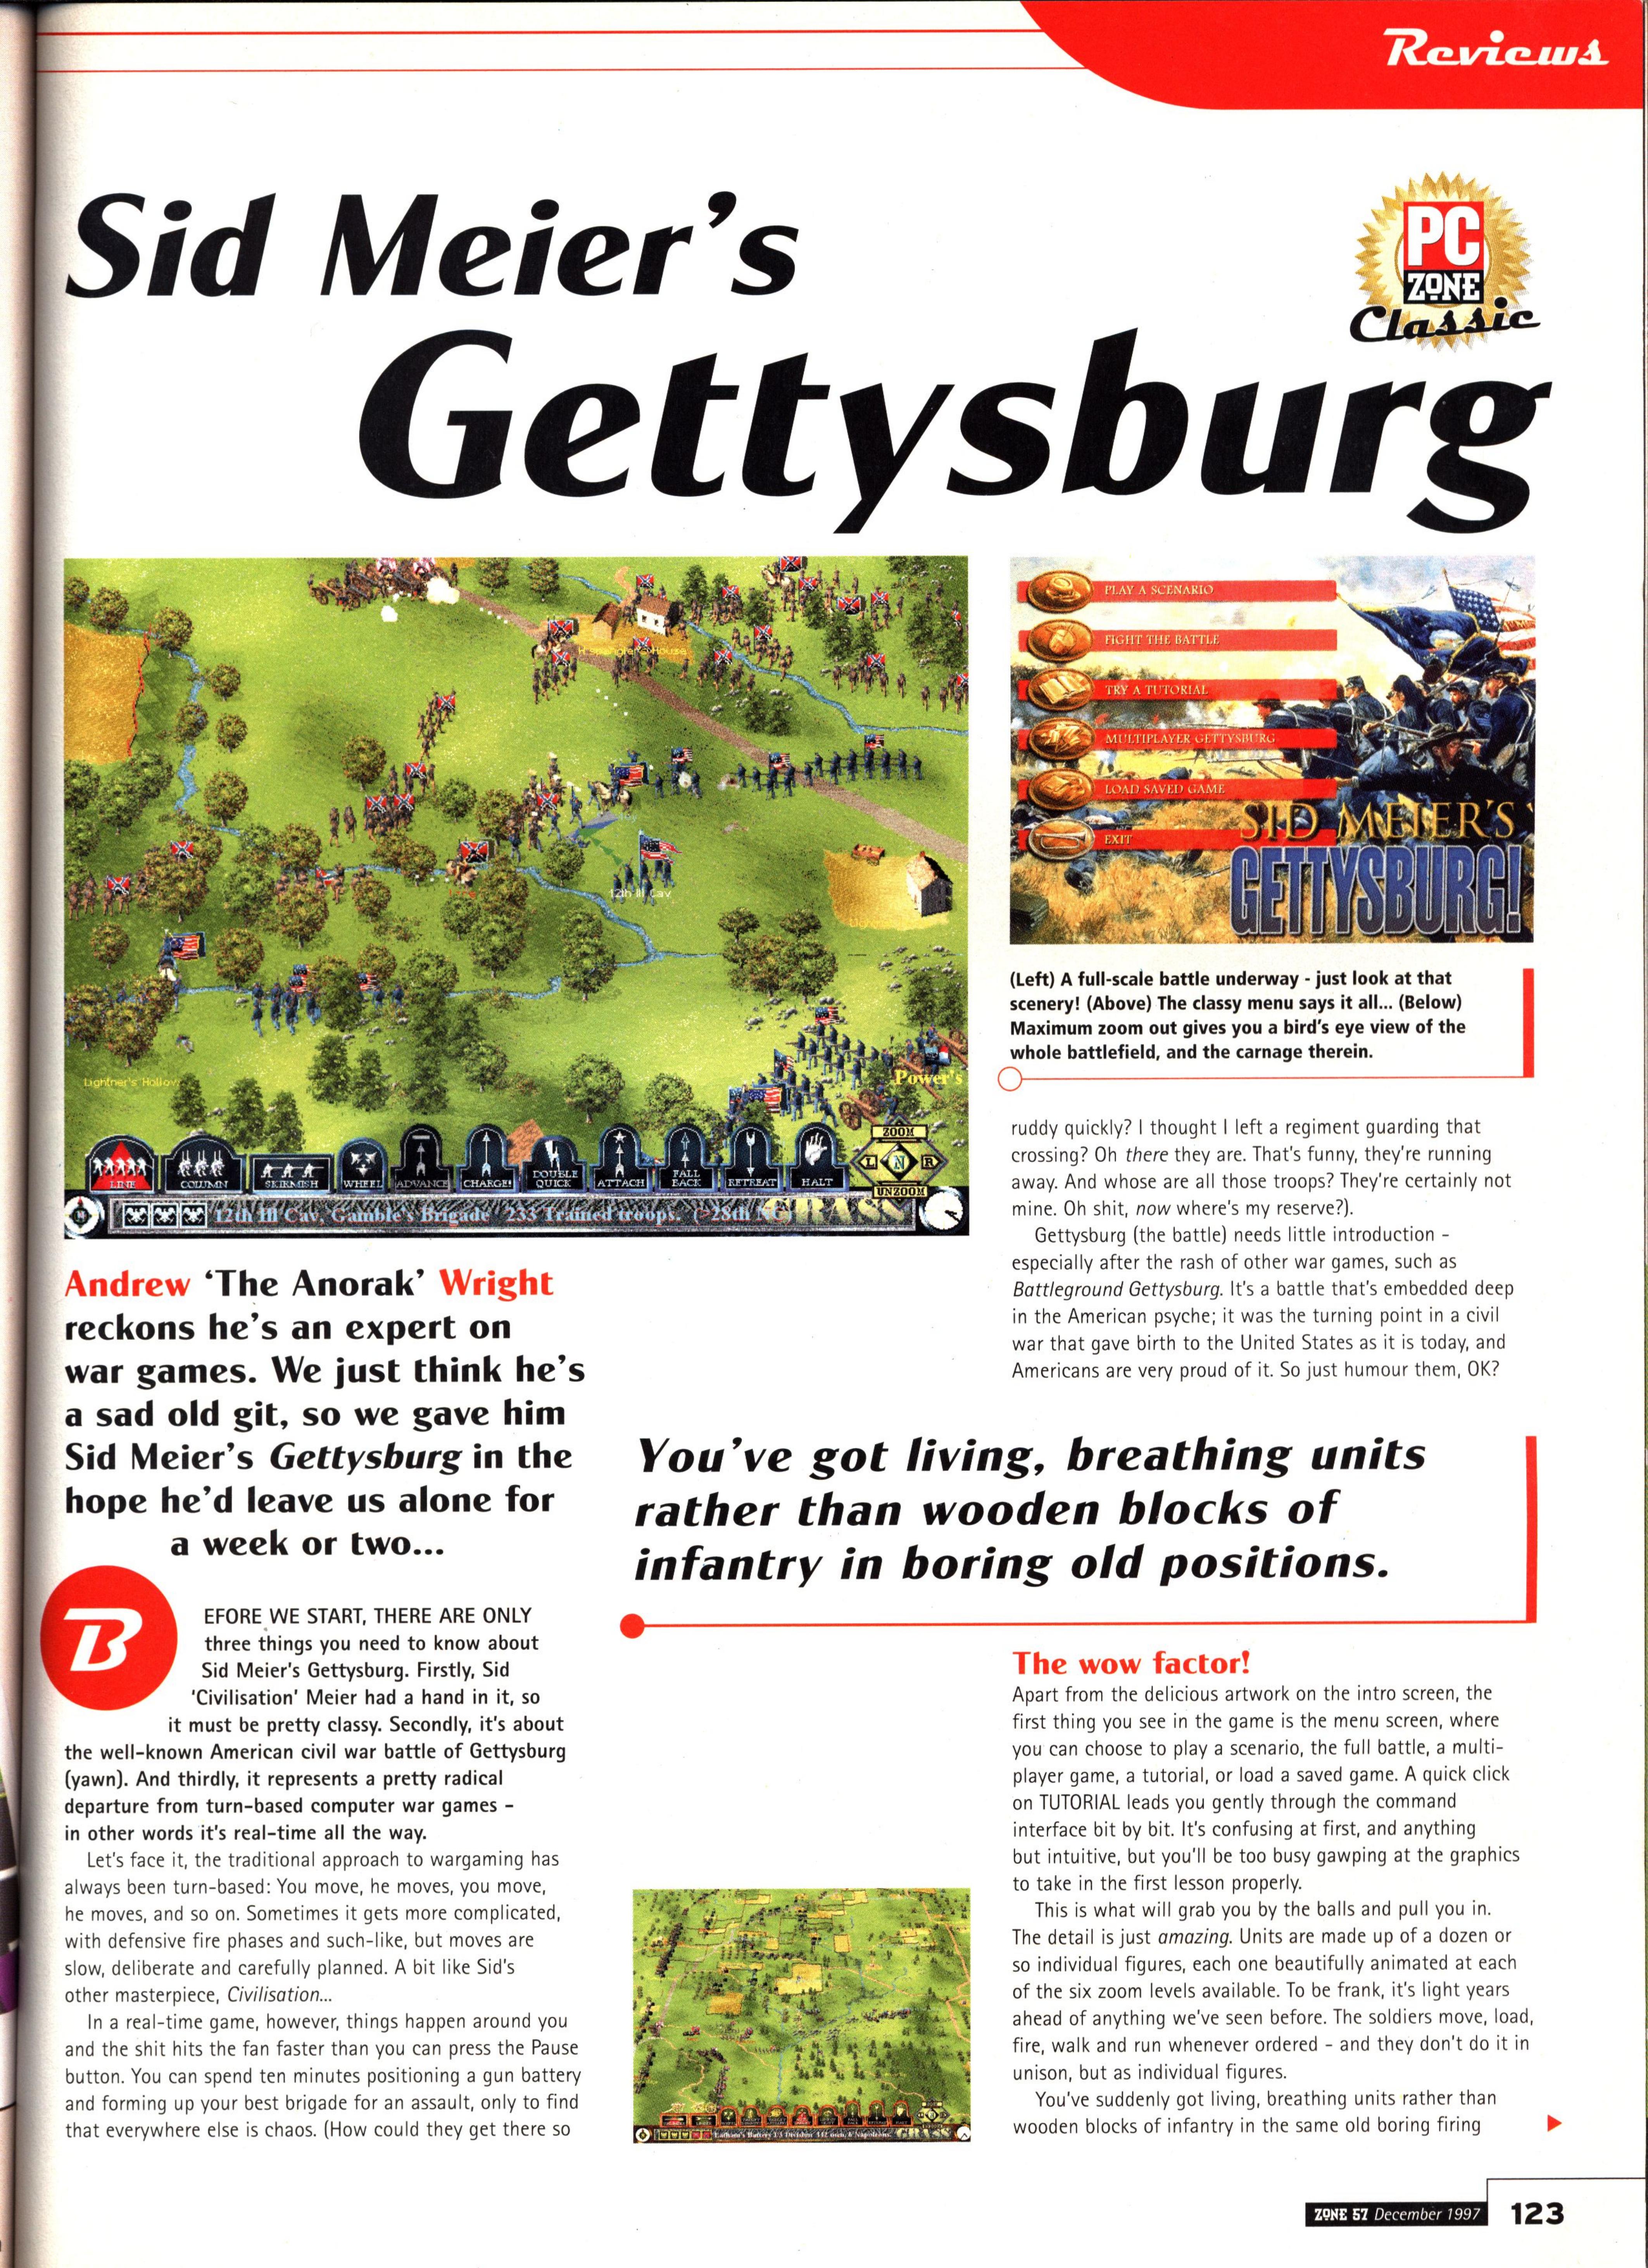 Reviews
Sid Meier's
Gettysburg
PC
ZONE
Classic
H. Spangler's House
12th Ill Cav
Lightner's Hollow
Power's
LINE
COLUMN
SKIRMISH
WHEEL
ADVANCE
CHARGE!
DOUBLE
QUICK
ATTACH
FALL
BACK
RETREAT
HALT
ZOOM
L
N
R
UNZOOM
12th Ill Cav, Gamble's Brigade 233 Trained troops. (>28th NC)
GRASS
PLAY A SCENARIO
FIGHT THE BATTLE
TRY A TUTORIAL
MULTIPLAYER GETTYSBURG
LOAD SAVED GAME
EXIT
SID MEIER'S
GETTYSBURG!
(Left) A full-scale battle underway - just look at that
scenery! (Above) The classy menu says it all... (Below)
Maximum zoom out gives you a bird's eye view of the
whole battlefield, and the carnage therein.
Andrew 'The Anorak' Wright
reckons he's an expert on
war games. We just think he's
a sad old git, so we gave him
Sid Meier's Gettysburg in the
hope he'd leave us alone for
a week or two...
BEFORE WE START, THERE ARE ONLY
three things you need to know about
Sid Meier's Gettysburg. Firstly, Sid
'Civilisation' Meier had a hand in it, so
it must be pretty classy. Secondly, it's about
the well-known American civil war battle of Gettysburg
(yawn). And thirdly, it represents a pretty radical
departure from turn-based computer war games -
in other words it's real-time all the way.
Let's face it, the traditional approach to wargaming has
always been turn-based: You move, he moves, you move,
he moves, and so on. Sometimes it gets more complicated,
with defensive fire phases and such-like, but moves are
slow, deliberate and carefully planned. A bit like Sid's
other masterpiece, Civilisation...
In a real-time game, however, things happen around you
and the shit hits the fan faster than you can press the Pause
button. You can spend ten minutes positioning a gun battery
and forming up your best brigade for an assault, only to find
that everywhere else is chaos. (How could they get there so
ruddy quickly? I thought I left a regiment guarding that
crossing? Oh there they are. That's funny, they're running
away. And whose are all those troops? They're certainly not
mine. Oh shit, now where's my reserve?).
Gettysburg (the battle) needs little introduction -
especially after the rash of other war games, such as
Battleground Gettysburg. It's a battle that's embedded deep
in the American psyche; it was the turning point in a civil
war that gave birth to the United States as it is today, and
Americans are very proud of it. So just humour them, OK?
You've got living, breathing units
rather than wooden blocks of
infantry in boring old positions.
The wow factor!
Apart from the delicious artwork on the intro screen, the
first thing you see in the game is the menu screen, where
you can choose to play a scenario, the full battle, a multi-
player game, a tutorial, or load a saved game. A quick click
on TUTORIAL leads you gently through the command
interface bit by bit. It's confusing at first, and anything
but intuitive, but you'll be too busy gawping at the graphics
to take in the first lesson properly.
This is what will grab you by the balls and pull you in.
The detail is just amazing. Units are made up of a dozen or
so individual figures, each one beautifully animated at each
of the six zoom levels available. To be frank, it's light years
ahead of anything we've seen before. The soldiers move, load,
fire, walk and run whenever ordered - and they don't do it in
unison, but as individual figures.
You've suddenly got living, breathing units rather than
wooden blocks of infantry in the same old boring firing
GRASS
ZONE 57 December 1997
123